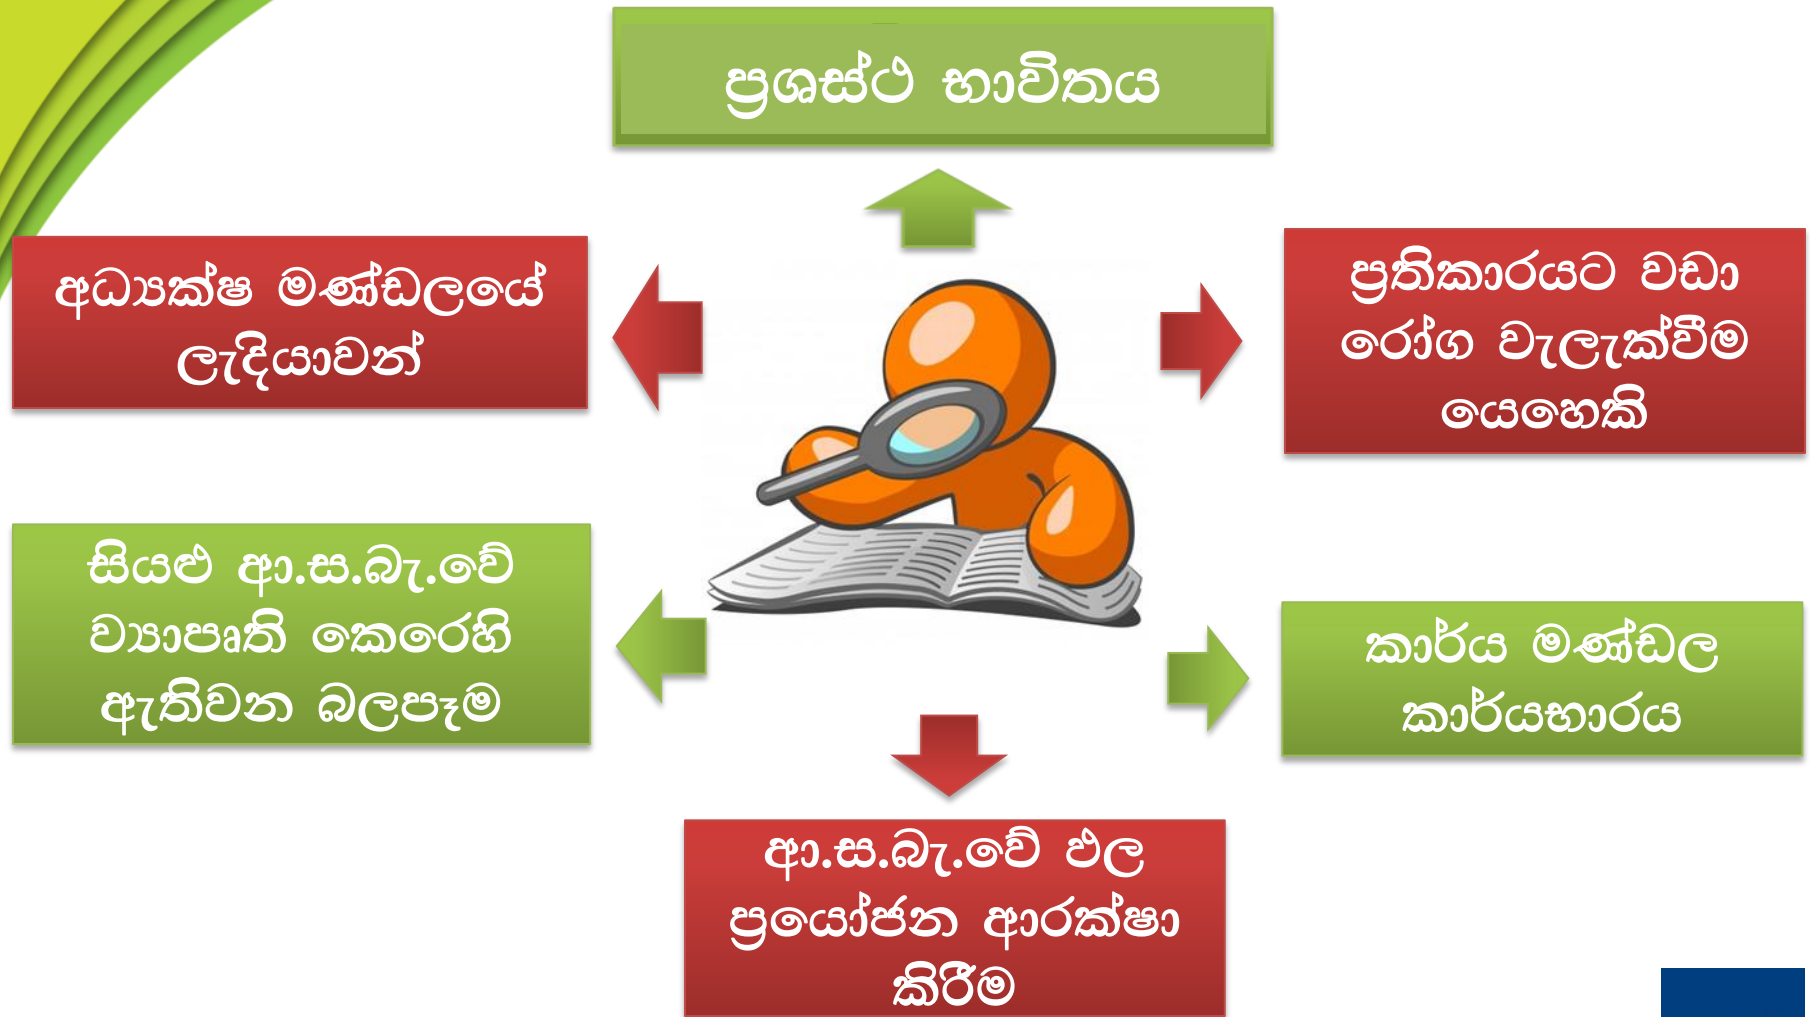 ප්‍රශස්ථ භාවිතය
අධ්‍යක්ෂ මණ්ඩලයේ
ලැදියාවන්
ප්‍රතිකාරයට වඩා
රෝග වැලැක්වීම
යෙහෙකි
සියළු ආ.ස.බැ.වේ
ව්‍යාපෘති කෙරෙහි
ඇතිවන බලපෑම
කාර්ය මණ්ඩල
කාර්යභාරය
ආ.ස.බැ.වේ ඵල
ප්‍රයෝජන ආරක්ෂා
කිරීම